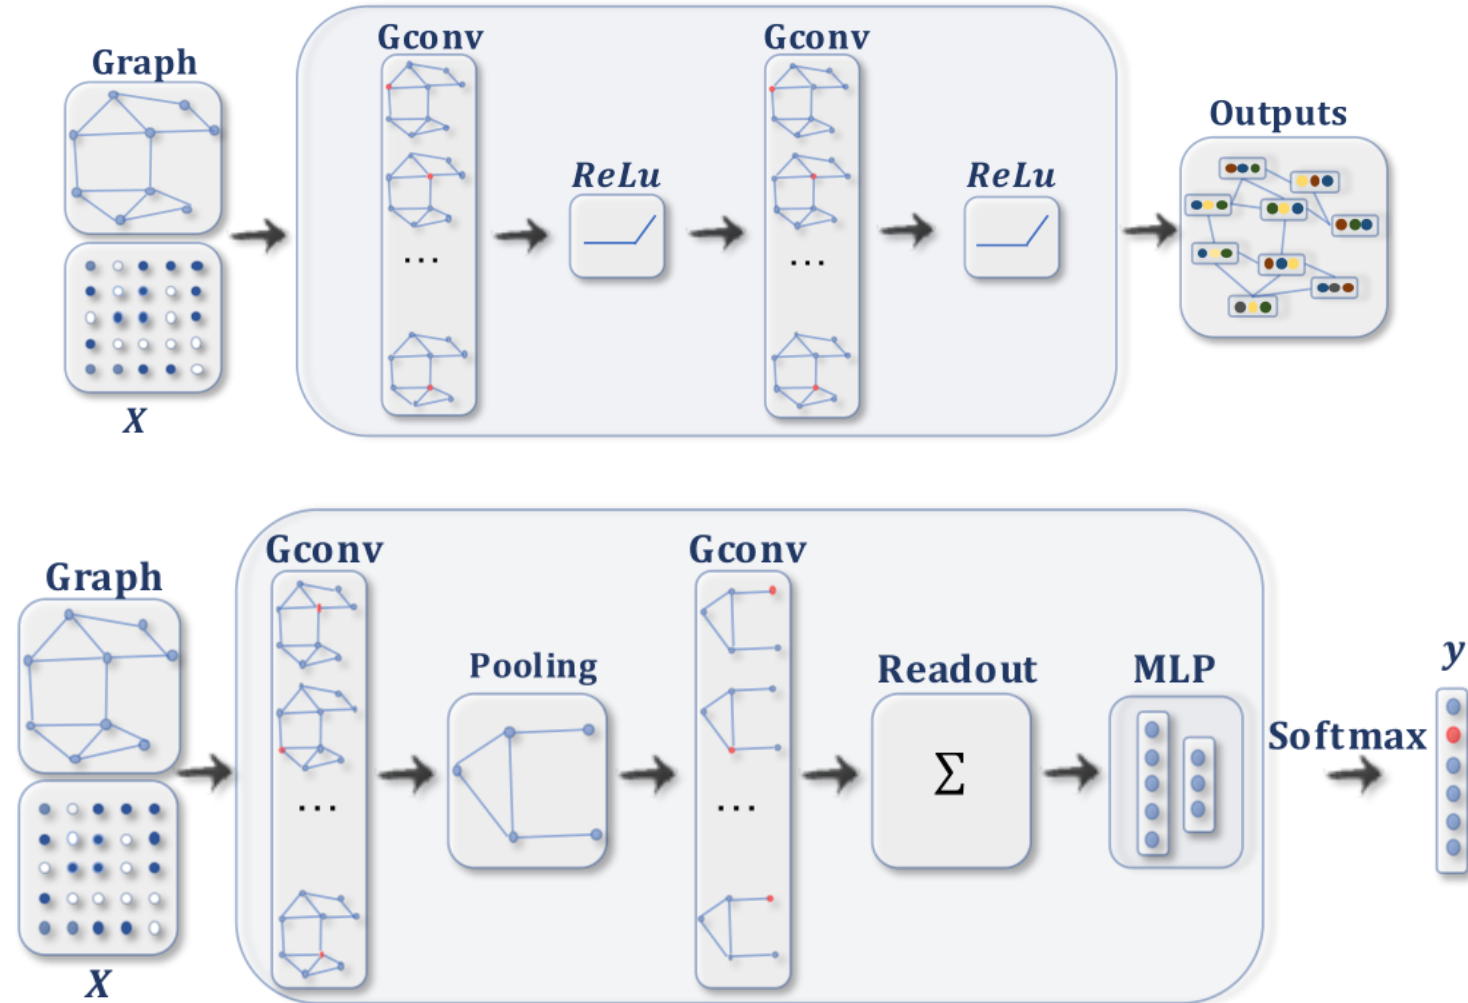 Graph
X
Gconv
...
ReLu
Gconv
...
ReLu
Outputs
Graph
X
Gconv
...
Pooling
Gconv
...
Readout
Σ
MLP
Softmax
y